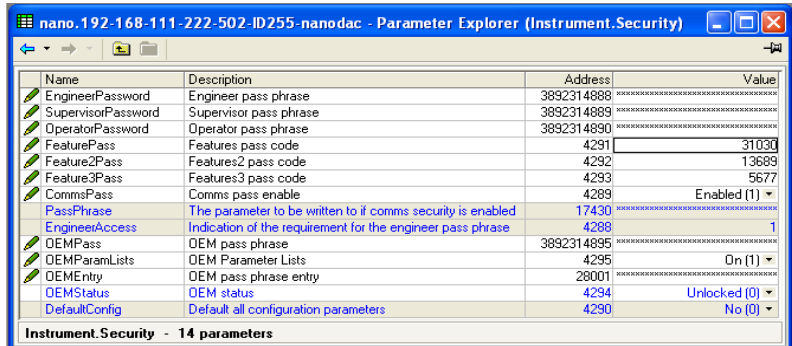 nano.192-168-111-222-502-ID255-nanodac - Parameter Explorer (Instrument.Security)
Name Description Address Value
EngineerPassword Engineer pass phrase 3892314888 ****************************
SupervisorPassword Supervisor pass phrase 3892314889 ****************************
OperatorPassword Operator pass phrase 3892314890 ****************************
FeaturePass Features pass code 4291 31030
Feature2Pass Features2 pass code 4292 13689
Feature3Pass Features3 pass code 4293 5677
CommsPass Comms pass enable 4289 Enabled (1)
PassPhrase The parameter to be written to if comms security is enabled 17430 ****************************
EngineerAccess Indication of the requirement for the engineer pass phrase 4288 1
OEMPass OEM pass phrase 3892314895 ****************************
OEMParamLists OEM Parameter Lists 4295 On (1)
OEMEntry OEM pass phrase entry 28001 ****************************
OEMStatus OEM status 4294 Unlocked (0)
DefaultConfig Default all configuration parameters 4290 No (0)
Instrument.Security - 14 parameters